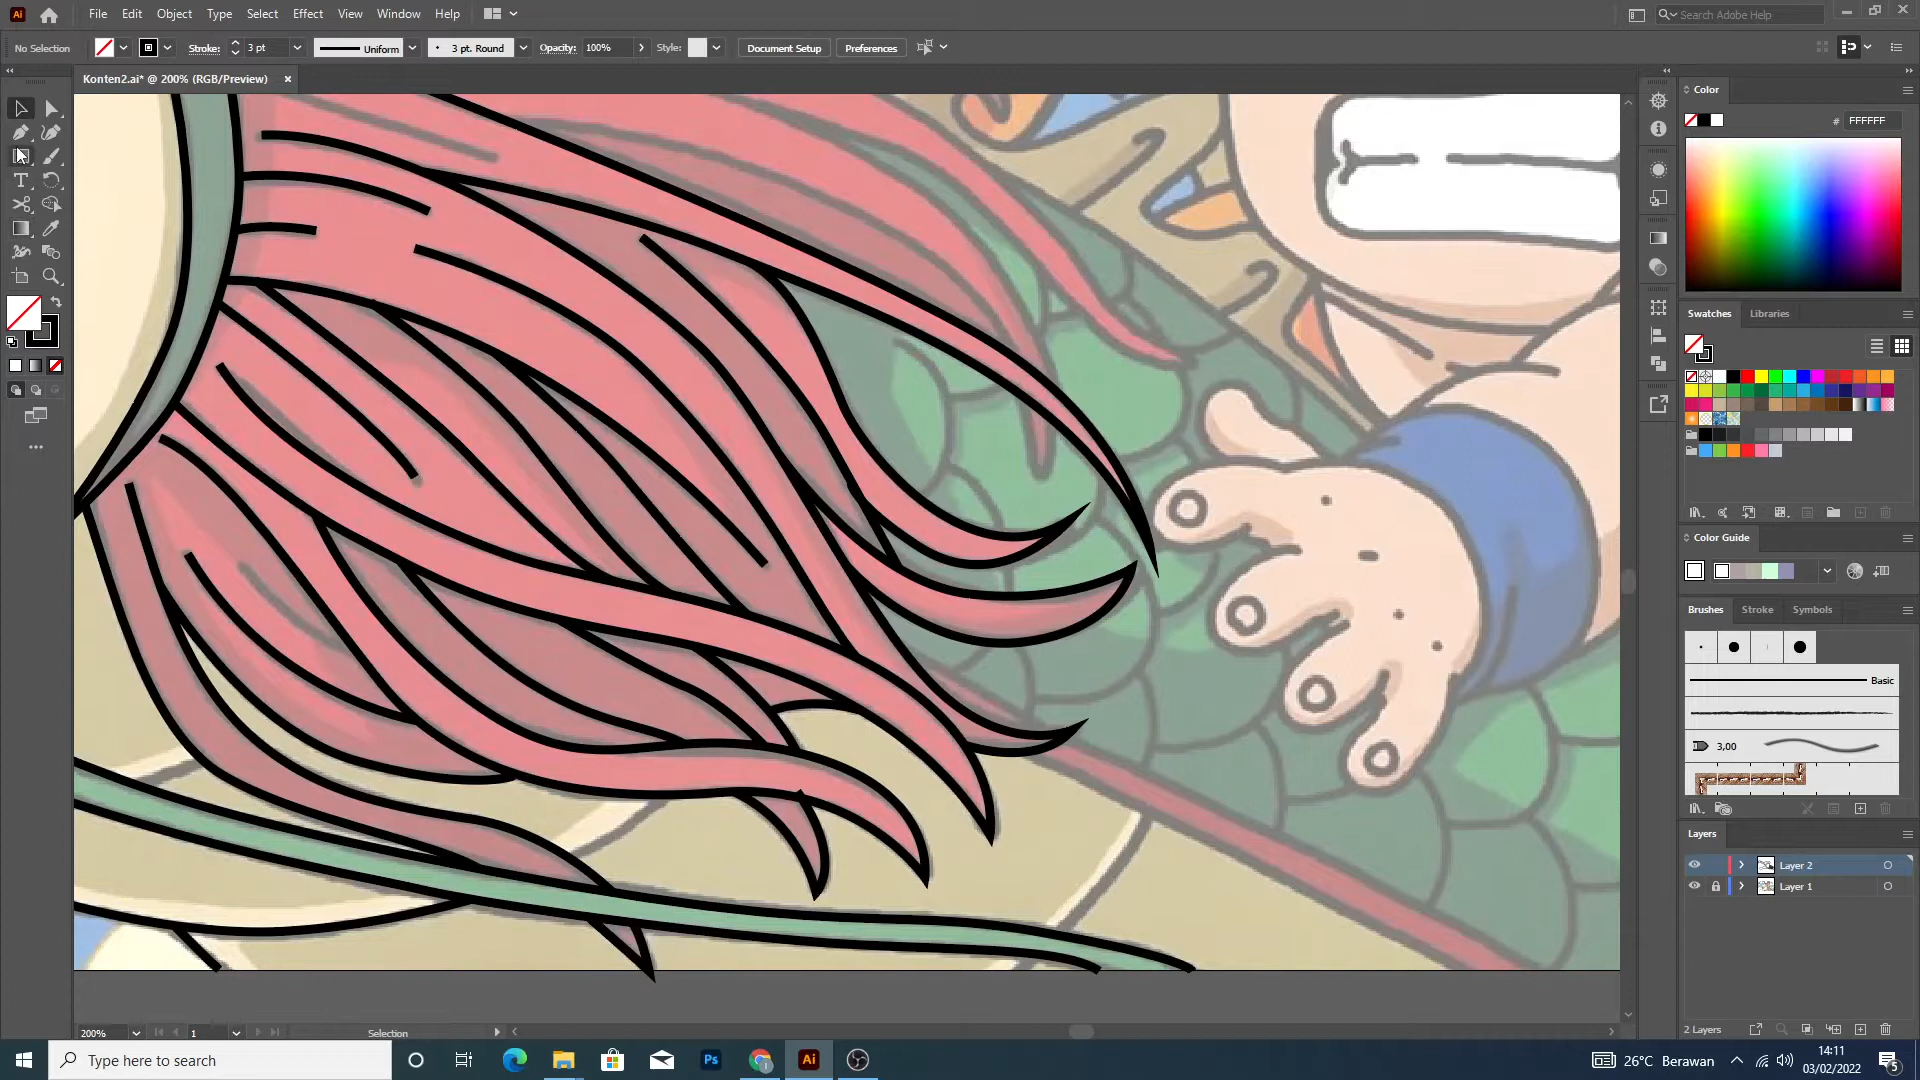 Ai File Edit Object Type Select Effect View Window Help Search Adobe Help
No Selection Stroke: 3 pt Uniform 3 pt. Round Opacity: 100% Style: Document Setup Preferences
Konten2.ai* @ 200% (RGB/Preview) ×
Color
# FFFFFF
Swatches Libraries
Color Guide
Brushes Stroke Symbols
Basic
3,00
Layers
Layer 2
Layer 1
2 Layers
200% 1 Selection
Type here to search Ps Ai 26°C Berawan 14:11
03/02/2022 5